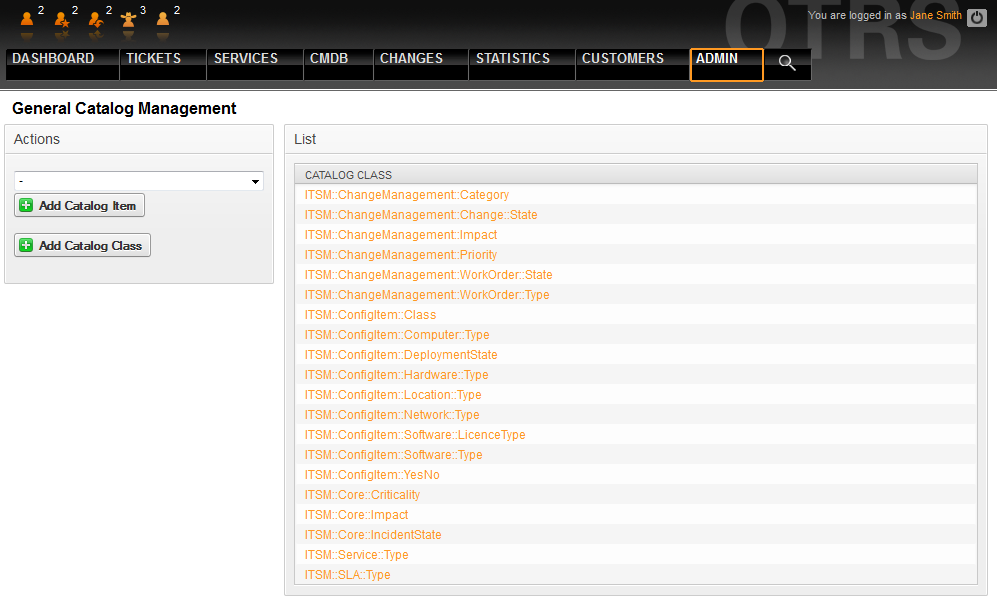 2 2 2 3 2
You are logged in as Jane Smith
OTRS
DASHBOARD TICKETS SERVICES CMDB CHANGES STATISTICS CUSTOMERS ADMIN
General Catalog Management
Actions
-
Add Catalog Item
Add Catalog Class
List
CATALOG CLASS
ITSM::ChangeManagement::Category
ITSM::ChangeManagement::Change::State
ITSM::ChangeManagement::Impact
ITSM::ChangeManagement::Priority
ITSM::ChangeManagement::WorkOrder::State
ITSM::ChangeManagement::WorkOrder::Type
ITSM::ConfigItem::Class
ITSM::ConfigItem::Computer::Type
ITSM::ConfigItem::DeploymentState
ITSM::ConfigItem::Hardware::Type
ITSM::ConfigItem::Location::Type
ITSM::ConfigItem::Network::Type
ITSM::ConfigItem::Software::LicenceType
ITSM::ConfigItem::Software::Type
ITSM::ConfigItem::YesNo
ITSM::Core::Criticality
ITSM::Core::Impact
ITSM::Core::IncidentState
ITSM::Service::Type
ITSM::SLA::Type